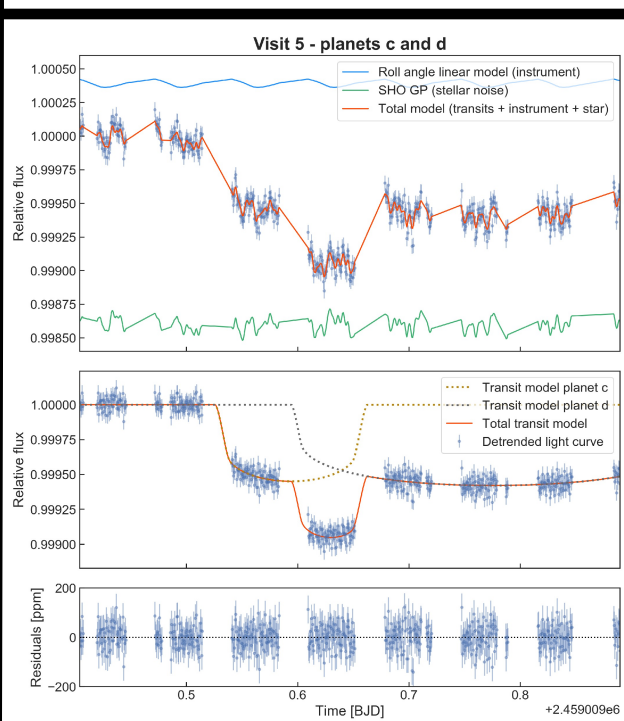 Visit 5 - planets c and d
1.00050
1.00025
1.00000
0.99975
0.99950
0.99925
0.99900
0.99875
0.99850
Relative flux
Roll angle linear model (instrument)
SHO GP (stellar noise)
Total model (transits + instrument + star)
1.00000
0.99975
0.99950
0.99925
0.99900
Relative flux
Transit model planet c
Transit model planet d
Total transit model
Detrended light curve
200
0
−200
Residuals [ppm]
0.5 0.6 0.7 0.8
Time [BJD]
+2.459009e6